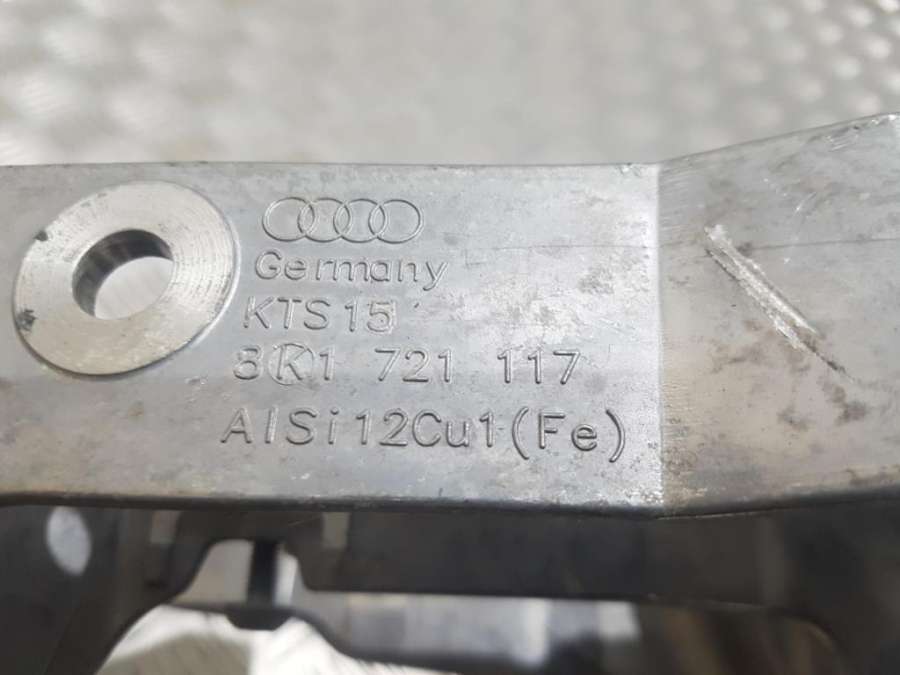 Germany
KTS15
8K1 721 117
AlSi12Cu1(Fe)